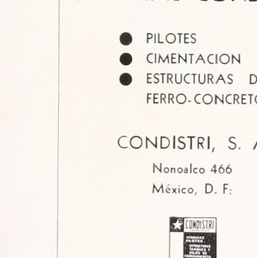 PILOTES
CIMENTACION
ESTRUCTURAS D
FERRO-CONCRETO
CONDISTRI, S. A
Nonoalco 466
México, D. F:
CONDISTRI